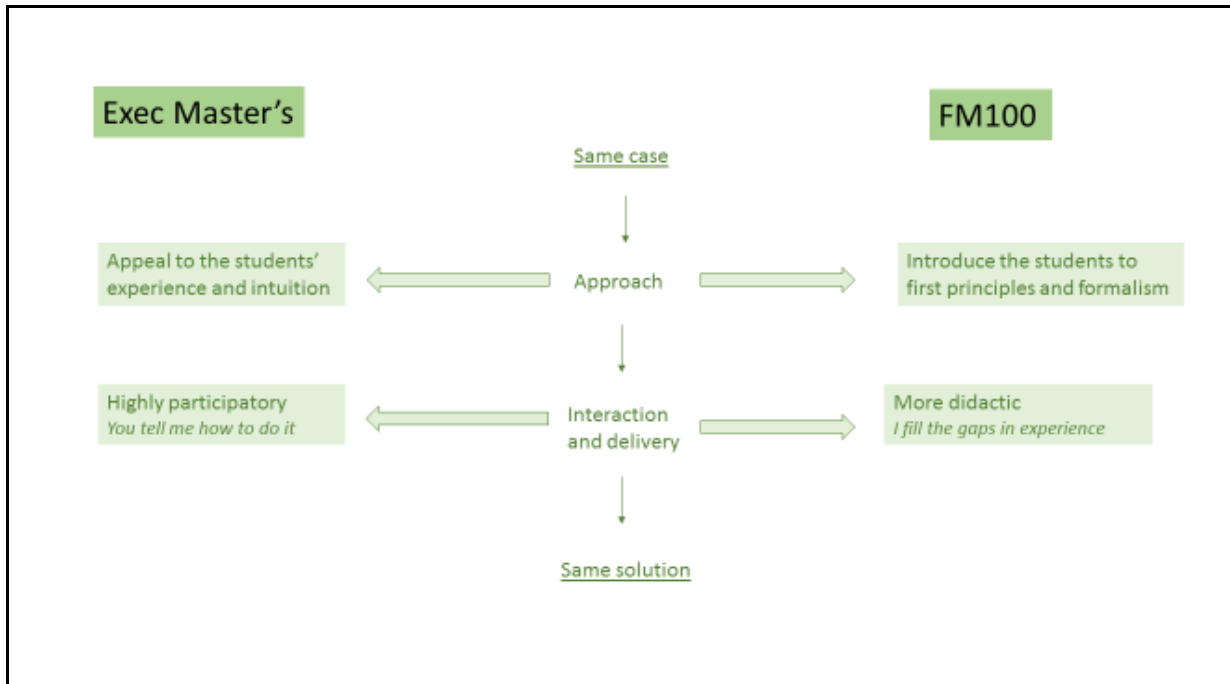 Exec Master’s
FM100
Same case
Appeal to the students’
experience and intuition
Approach
Introduce the students to
first principles and formalism
Highly participatory
You tell me how to do it
Interaction
and delivery
More didactic
I fill the gaps in experience
Same solution